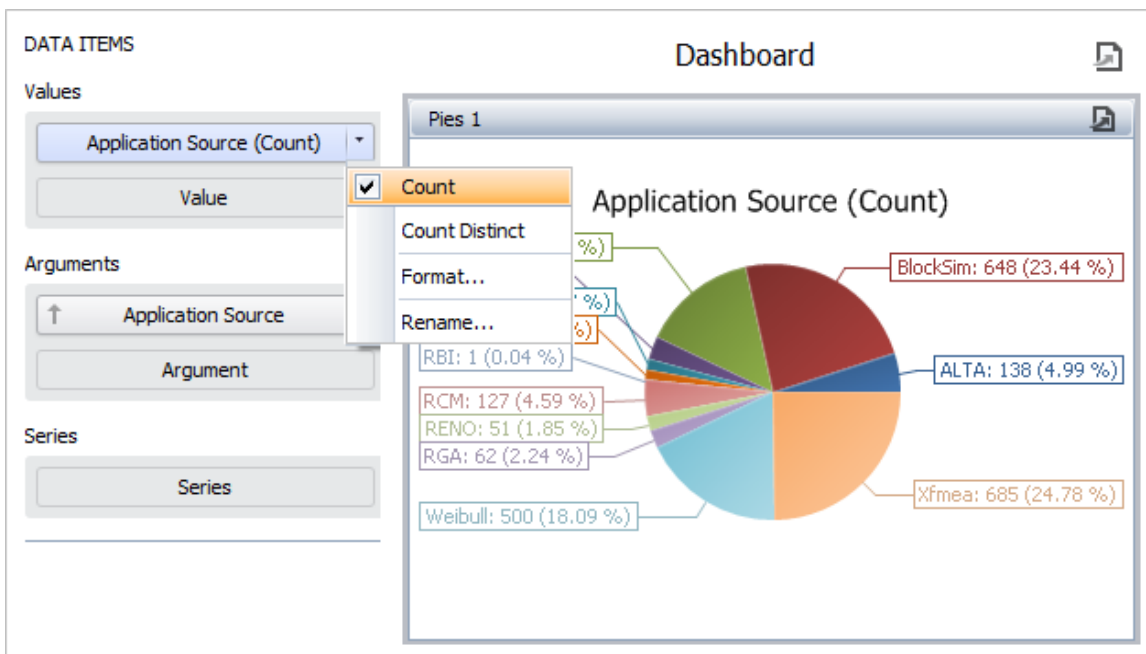 DATA ITEMS
Values
Application Source (Count)
Value
Arguments
Application Source
Argument
Series
Series
Count
Count Distinct
Format...
Rename...
Dashboard
Pies 1
Application Source (Count)
%)
%)
%)
BlockSim: 648 (23.44 %)
ALTA: 138 (4.99 %)
RBI: 1 (0.04 %)
RCM: 127 (4.59 %)
RENO: 51 (1.85 %)
RGA: 62 (2.24 %)
Weibull: 500 (18.09 %)
Xfmea: 685 (24.78 %)